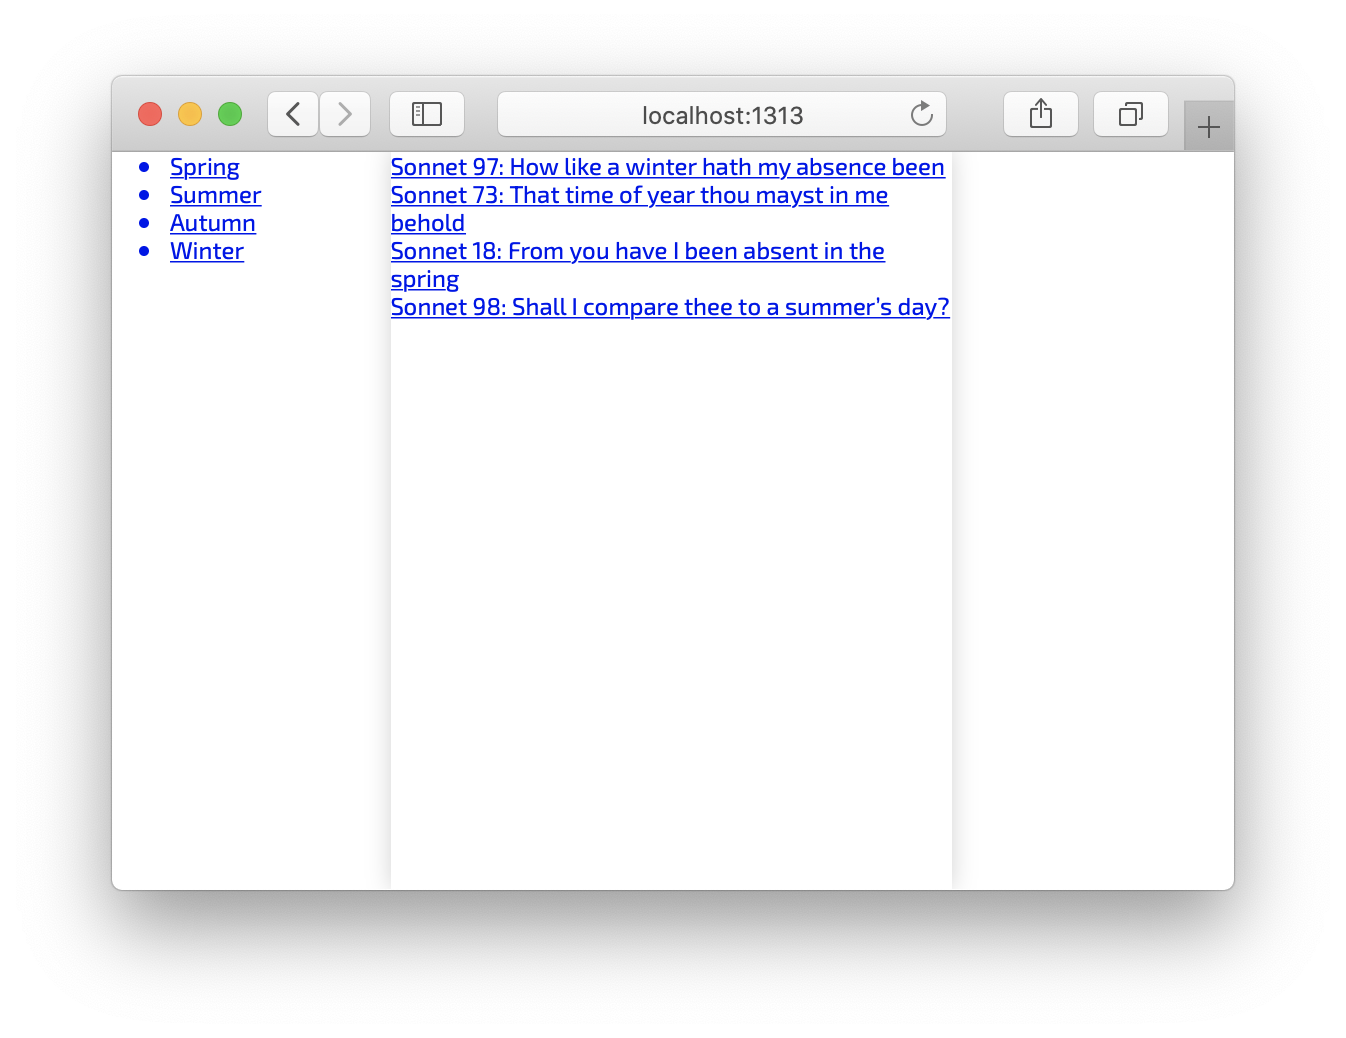 localhost:1313
Spring
Summer
Autumn
Winter
Sonnet 97: How like a winter hath my absence been
Sonnet 73: That time of year thou mayst in me
behold
Sonnet 18: From you have I been absent in the
spring
Sonnet 98: Shall I compare thee to a summer’s day?